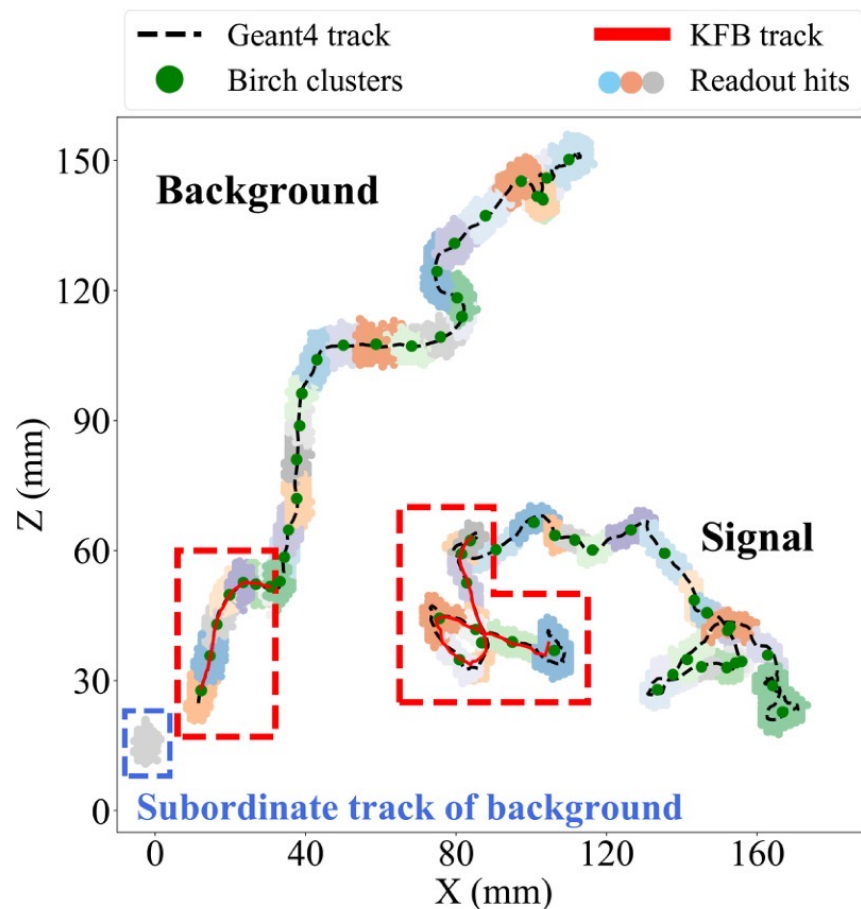 Geant4 track KFB track
Birch clusters Readout hits
150
Background
120
Z (mm)
90
60
Signal
30
0
Subordinate track of background
0 40 80 120 160
X (mm)